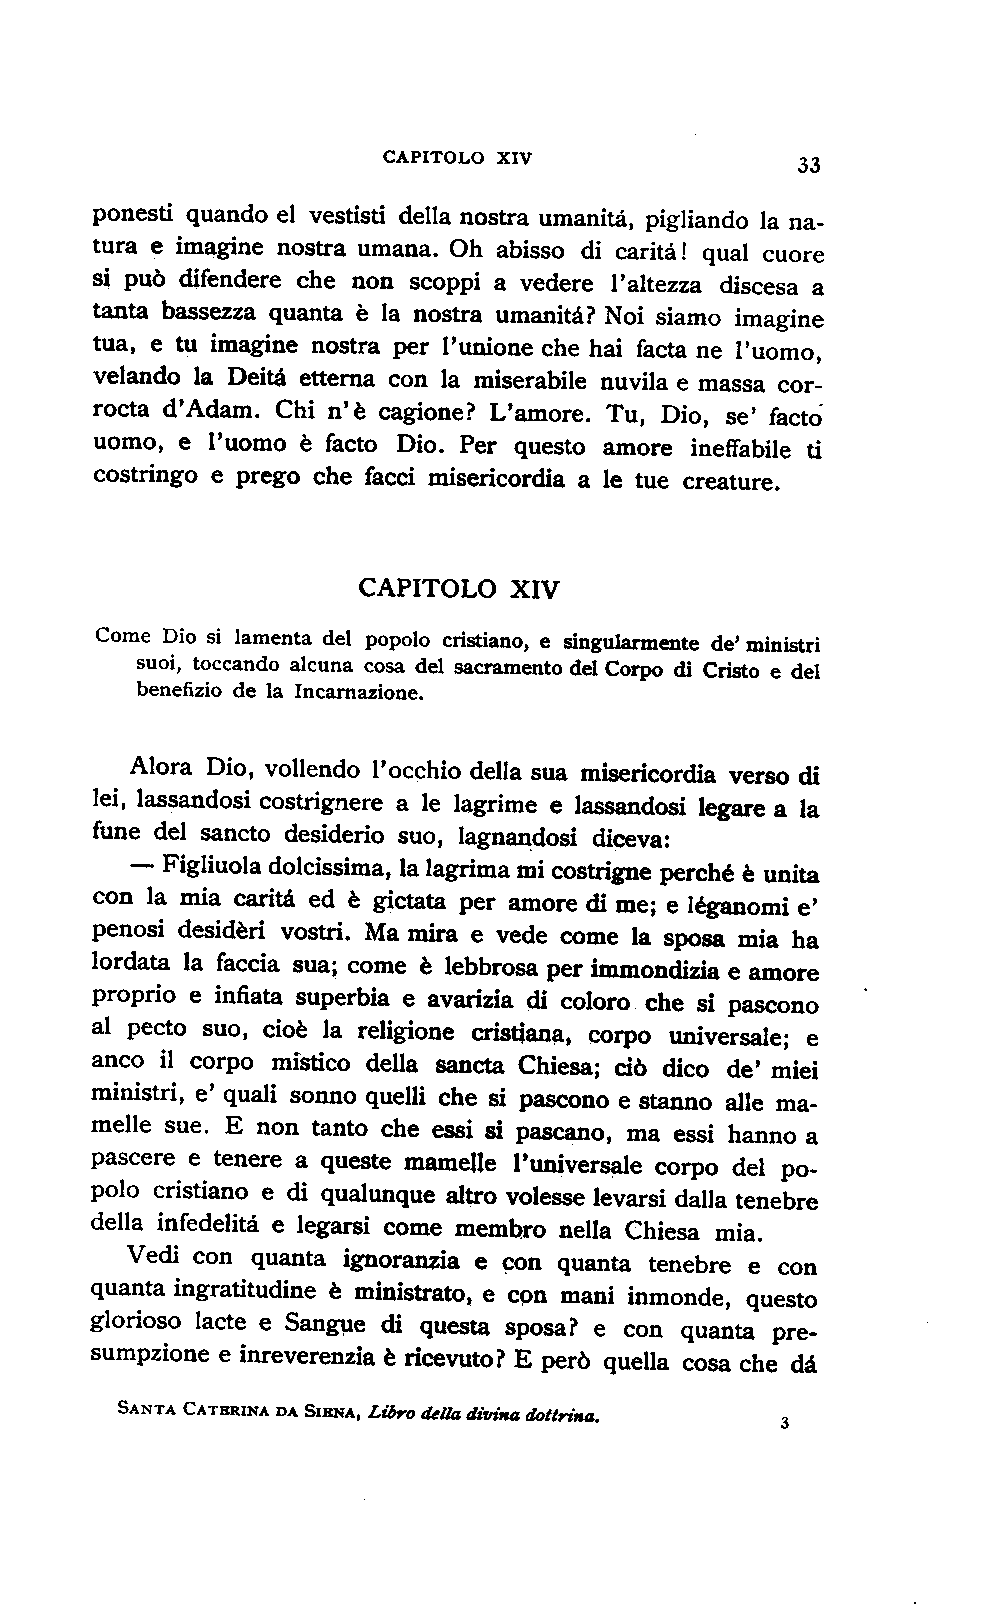 CAPITOLO XIV 33
ponesti quando el vestisti della nostra umanitá, pigliando la na-
tura e imagine nostra umana. Oh abisso di caritá! qual cuore
si può difendere che non scoppi a vedere l'altezza discesa a
tanta bassezza quanta è la nostra umanitá? Noi siamo imagine
tua, e tu imagine nostra per l'unione che hai facta ne l'uomo,
velando la Deitá etterna con la miserabile nuvila e massa cor-
rocta d'Adam. Chi n'è cagione? L'amore. Tu, Dio, se' facto
uomo, e l'uomo è facto Dio. Per questo amore ineffabile ti
costringo e prego che facci misericordia a le tue creature.
CAPITOLO XIV
Come Dio si lamenta del popolo cristiano, e singularmente de' ministri
suoi, toccando alcuna cosa del sacramento del Corpo di Cristo e del
benefizio de la Incarnazione.
Alora Dio, vollendo l'occhio della sua misericordia verso di
lei, lassandosi costrignere a le lagrime e lassandosi legare a la
fune del sancto desiderio suo, lagnandosi diceva:
— Figliuola dolcissima, la lagrima mi costrigne perché è unita
con la mia caritá ed è gictata per amore di me; e léganomi e'
penosi desidèri vostri. Ma mira e vede come la sposa mia ha
lordata la faccia sua; come è lebbrosa per immondizia e amore
proprio e infiata superbia e avarizia di coloro che si pascono
al pecto suo, cioè la religione cristiana, corpo universale; e
anco il corpo mistico della sancta Chiesa; ciò dico de' miei
ministri, e' quali sonno quelli che si pascono e stanno alle ma-
melle sue. E non tanto che essi si pascano, ma essi hanno a
pascere e tenere a queste mamelle l'universale corpo del po-
polo cristiano e di qualunque altro volesse levarsi dalla tenebre
della infedelitá e legarsi come membro nella Chiesa mia.
Vedi con quanta ignoranzia e con quanta tenebre e con
quanta ingratitudine è ministrato, e con mani inmonde, questo
glorioso lacte e Sangue di questa sposa? e con quanta pre-
sumpzione e inreverenzia è ricevuto? E però quella cosa che dá
SANTA CATERINA DA SIENA, Libro della divina dottrina. 3